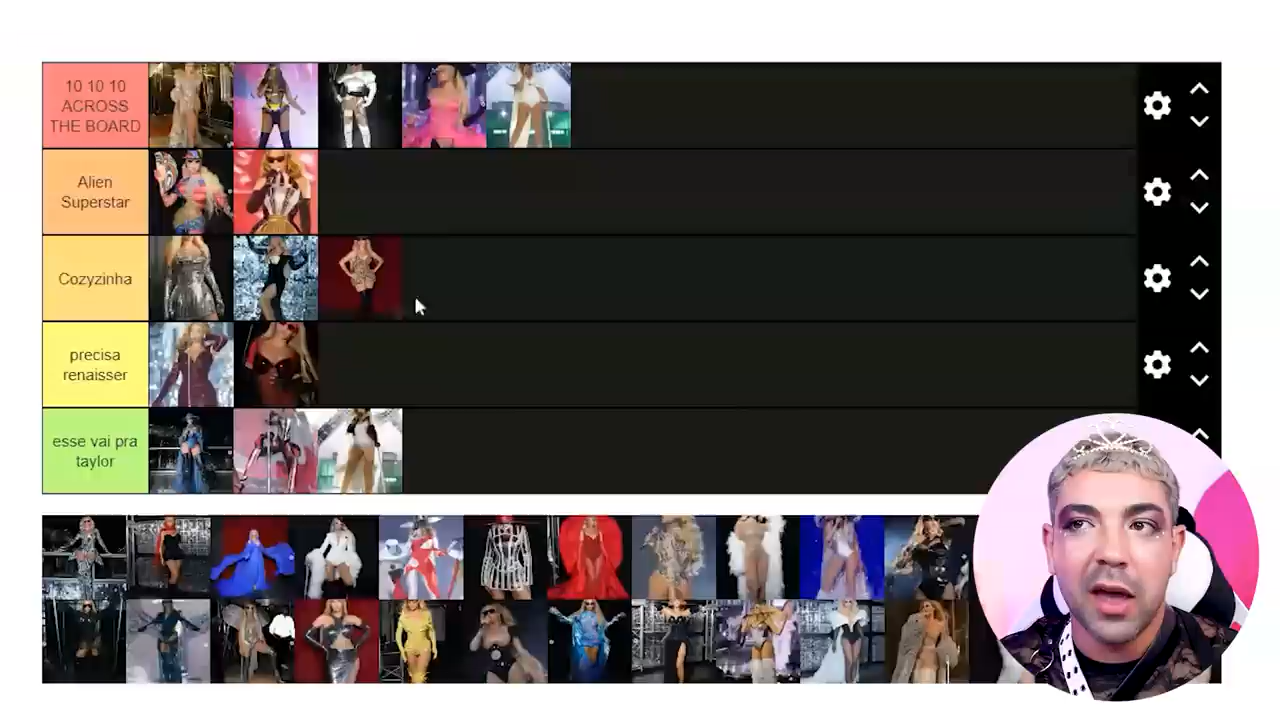 10 10 10
ACROSS
THE BOARD
Alien
Superstar
Cozyzinha
precisa
renaisser
esse vai pra
taylor